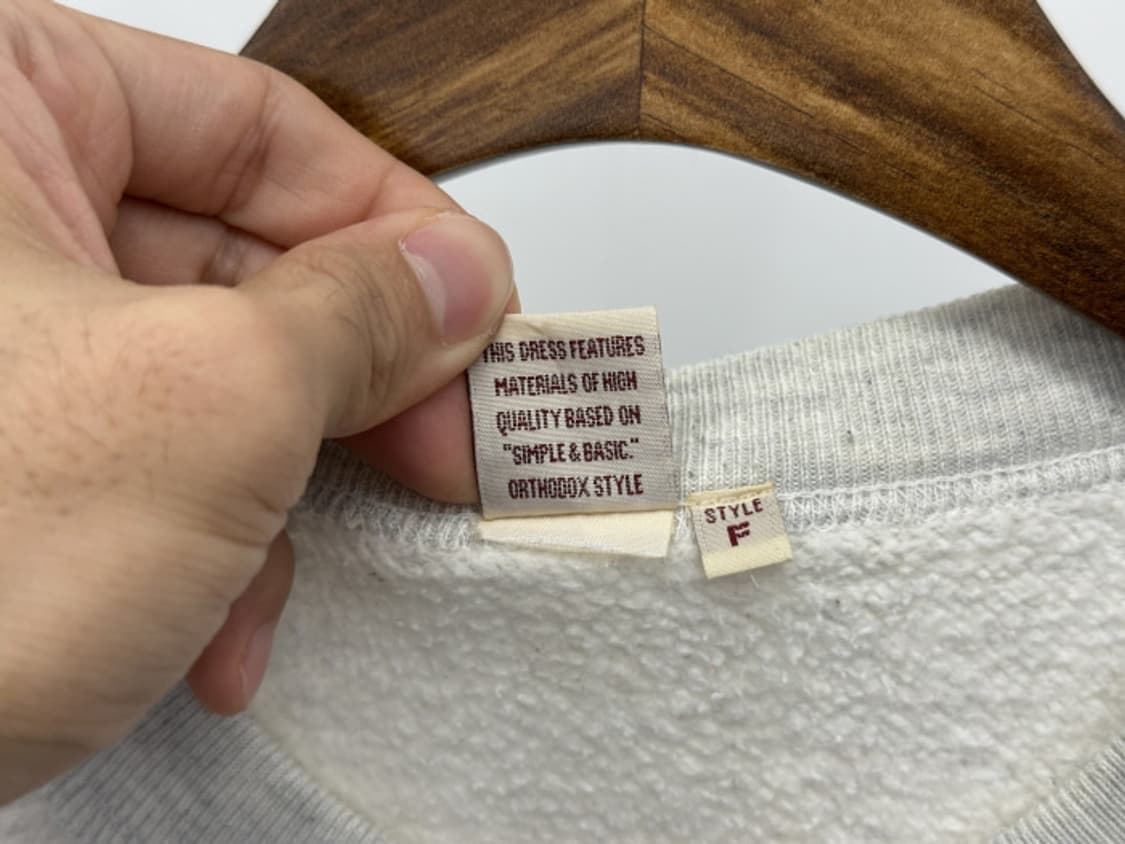 THIS DRESS FEATURES
MATERIALS OF HIGH
QUALITY BASED ON
"SIMPLE & BASIC."
ORTHODOX STYLE
STYLE
F